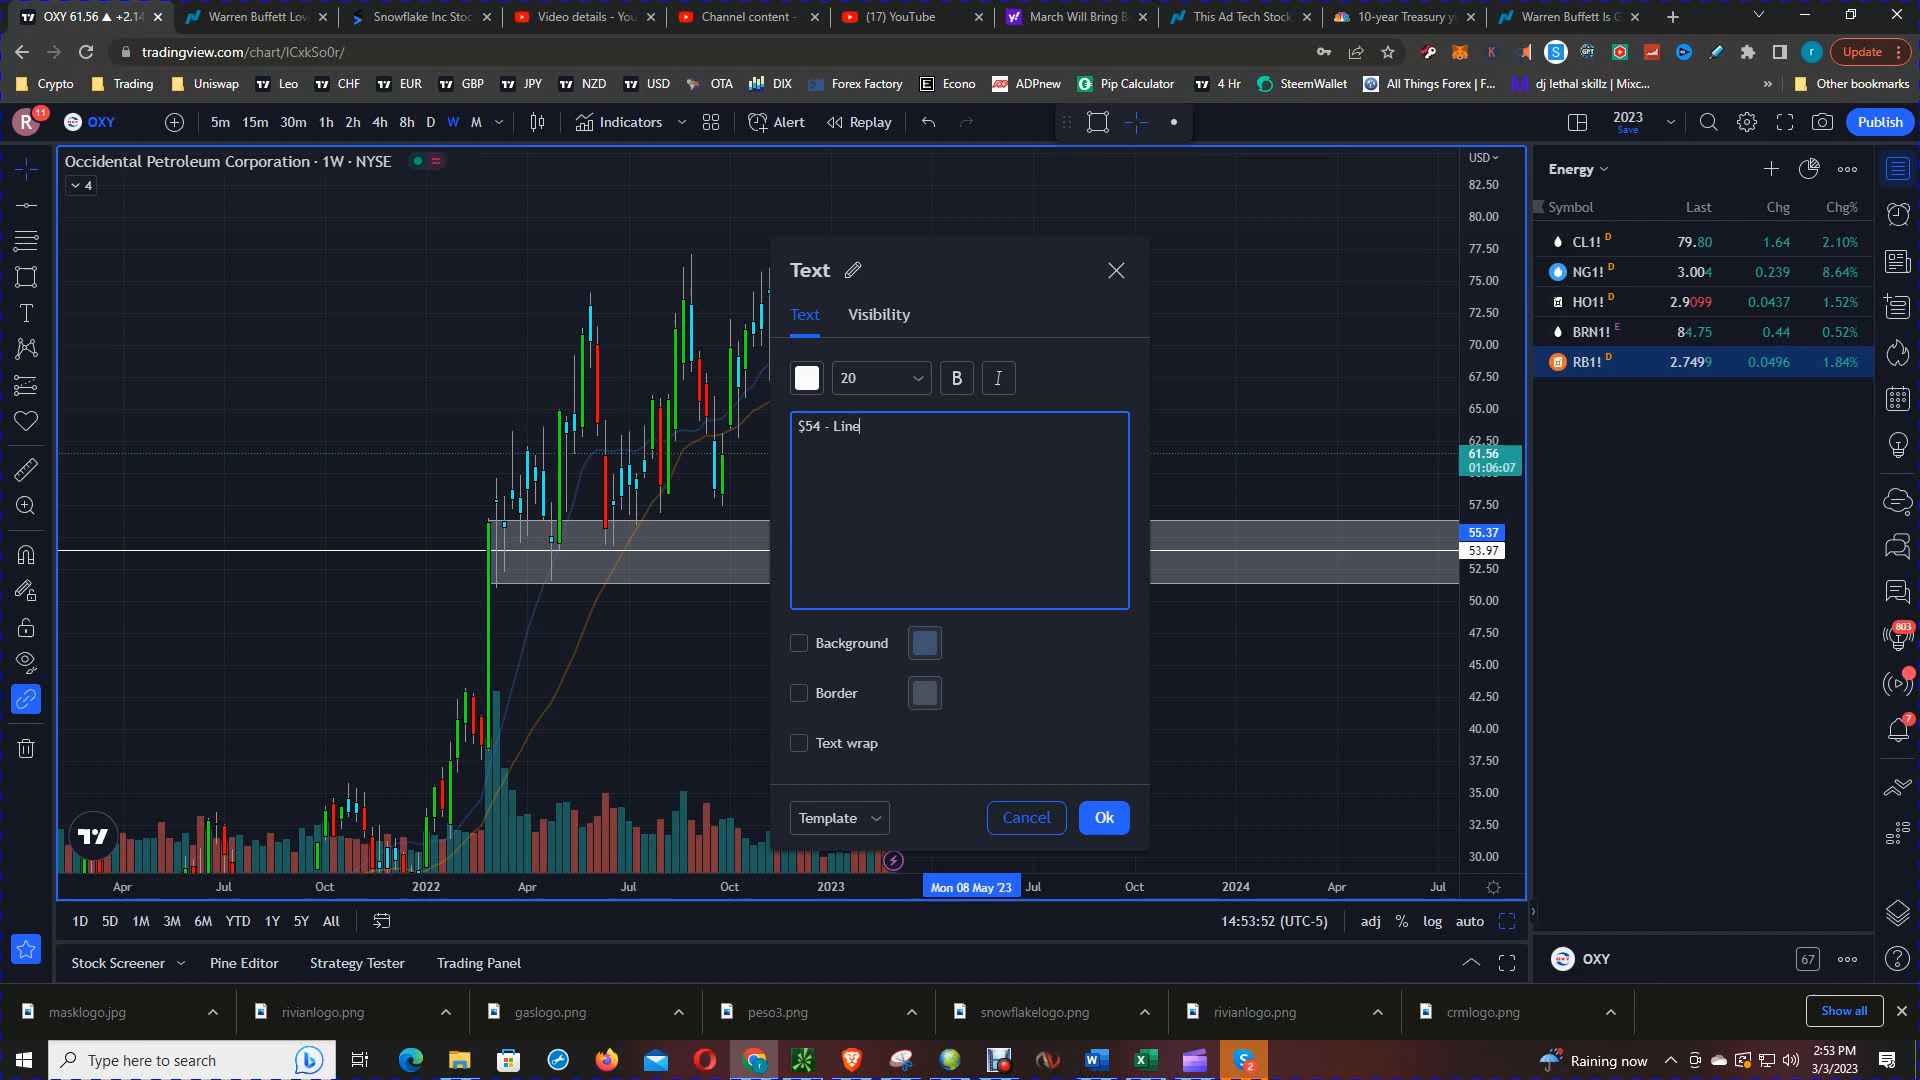 OXY 61.56 ▲ +2.14
Warren Buffett Lov
Snowflake Inc Stoc
Video details - You
Channel content -
(17) YouTube
March Will Bring B
This Ad Tech Stock
10-year Treasury yi
Warren Buffett Is G
tradingview.com/chart/lCxkSo0r/
Update
Crypto
Trading
Uniswap
Leo
CHF
EUR
GBP
JPY
NZD
USD
OTA
DIX
Forex Factory
Econo
ADPnew
Pip Calculator
4 Hr
SteemWallet
All Things Forex | F...
dj lethal skillz | Mixc...
Other bookmarks
R
11
OXY
5m 15m 30m 1h 2h 4h 8h D W M
Indicators
Alert
Replay
2023
Save
Publish
Occidental Petroleum Corporation · 1W · NYSE
4
USD
82.50
80.00
77.50
75.00
72.50
70.00
67.50
65.00
62.50
61.56
01:06:07
57.50
55.37
53.97
52.50
50.00
47.50
45.00
42.50
40.00
37.50
35.00
32.50
30.00
Text
Text
Visibility
20
B
I
$54 - Line
Background
Border
Text wrap
Template
Cancel
Ok
Energy
Symbol Last Chg Chg%
CL1! D 79.80 1.64 2.10%
NG1! D 3.004 0.239 8.64%
HO1! D 2.9099 0.0437 1.52%
BRN1! E 84.75 0.44 0.52%
RB1! D 2.7499 0.0496 1.84%
803
7
Apr Jul Oct 2022 Apr Jul Oct 2023 Mon 08 May '23 Jul Oct 2024 Apr Jul
1D 5D 1M 3M 6M YTD 1Y 5Y All
14:53:52 (UTC-5)
adj % log auto
Stock Screener
Pine Editor
Strategy Tester
Trading Panel
OXY
67
masklogo.jpg
rivianlogo.png
gaslogo.png
peso3.png
snowflakelogo.png
rivianlogo.png
crmlogo.png
Show all
Type here to search
Raining now
2:53 PM
3/3/2023